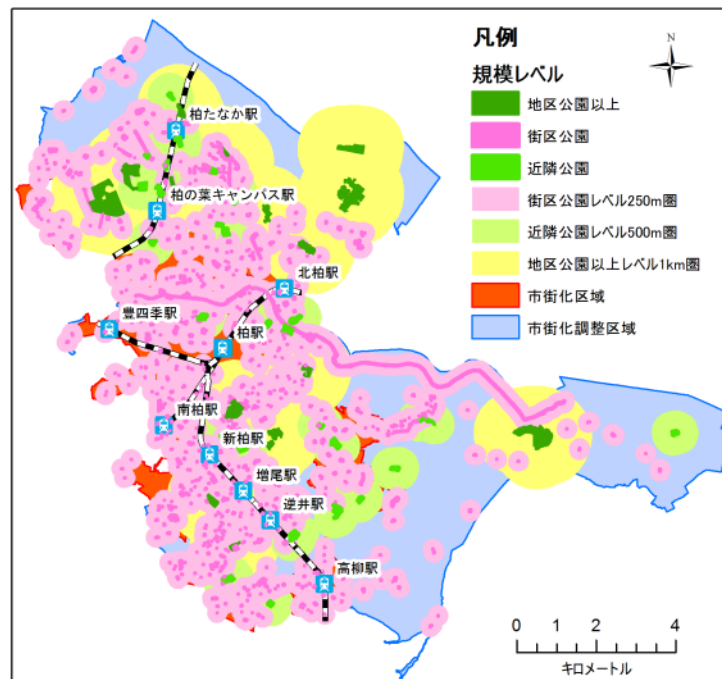 凡例
規模レベル
地区公園以上
街区公園
近隣公園
街区公園レベル250m圏
近隣公園レベル500m圏
地区公園以上レベル1km圏
市街化区域
市街化調整区域
N
柏たなか駅
柏の葉キャンパス駅
北柏駅
豊四季駅
柏駅
南柏駅
新柏駅
増尾駅
逆井駅
高柳駅
0 1 2 4
キロメートル